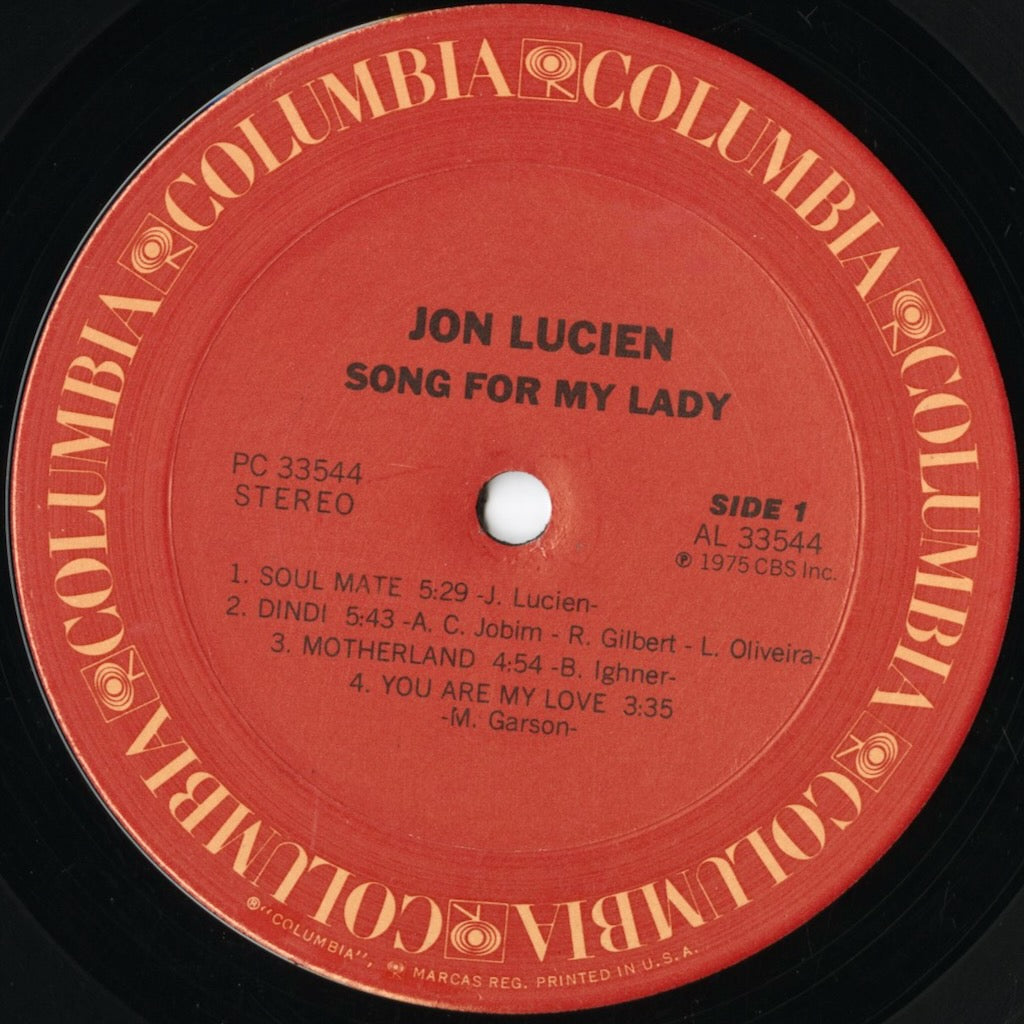 COLUMBIA COLUMBIA COLUMBIA COLUMBIA COLUMBIA COLUMBIA
JON LUCIEN
SONG FOR MY LADY
PC 33544
STEREO
SIDE 1
AL 33544
℗ 1975 CBS Inc.
1. SOUL MATE 5:29 -J. Lucien-
2. DINDI 5:43 -A. C. Jobim - R. Gilbert - L. Oliveira-
3. MOTHERLAND 4:54 -B. Ighner-
4. YOU ARE MY LOVE 3:35
-M. Garson-
®"COLUMBIA", MARCAS REG. PRINTED IN U.S.A.